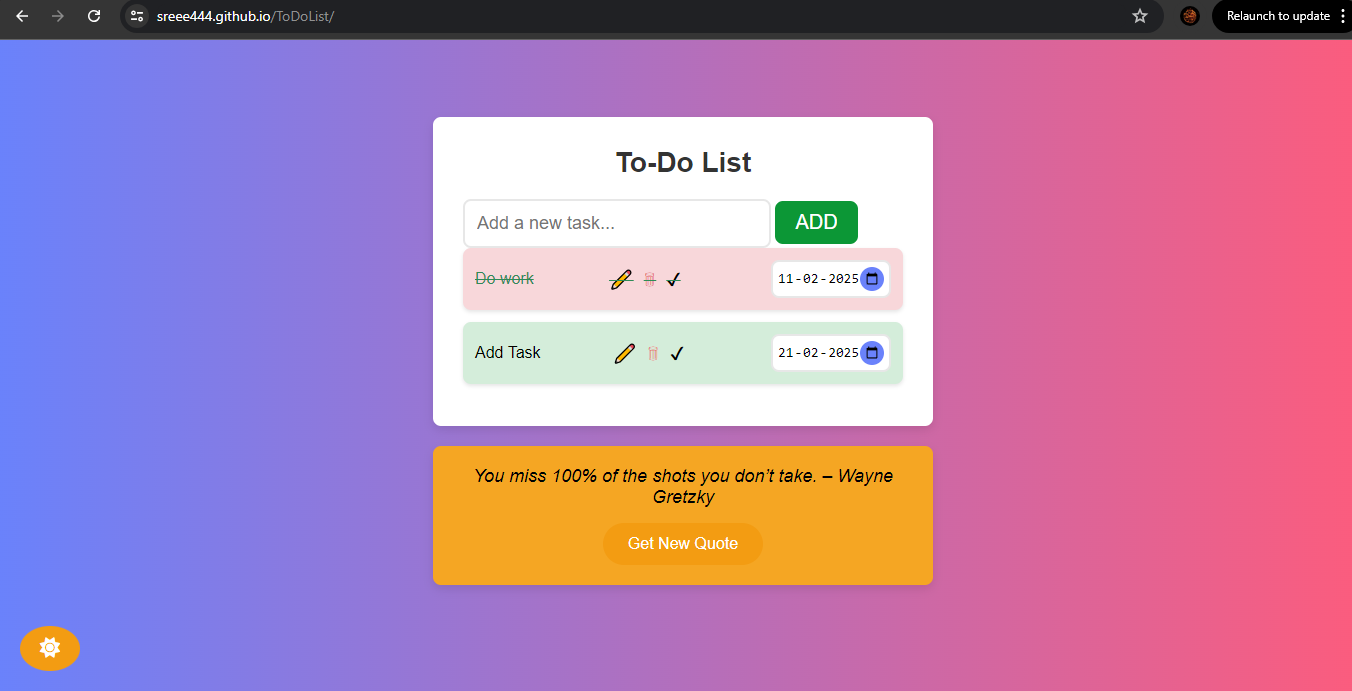 sreee444.github.io/ToDoList/
Relaunch to update
To-Do List
Add a new task...
ADD
Do work
11-02-2025
Add Task
21-02-2025
You miss 100% of the shots you don’t take. – Wayne
Gretzky
Get New Quote